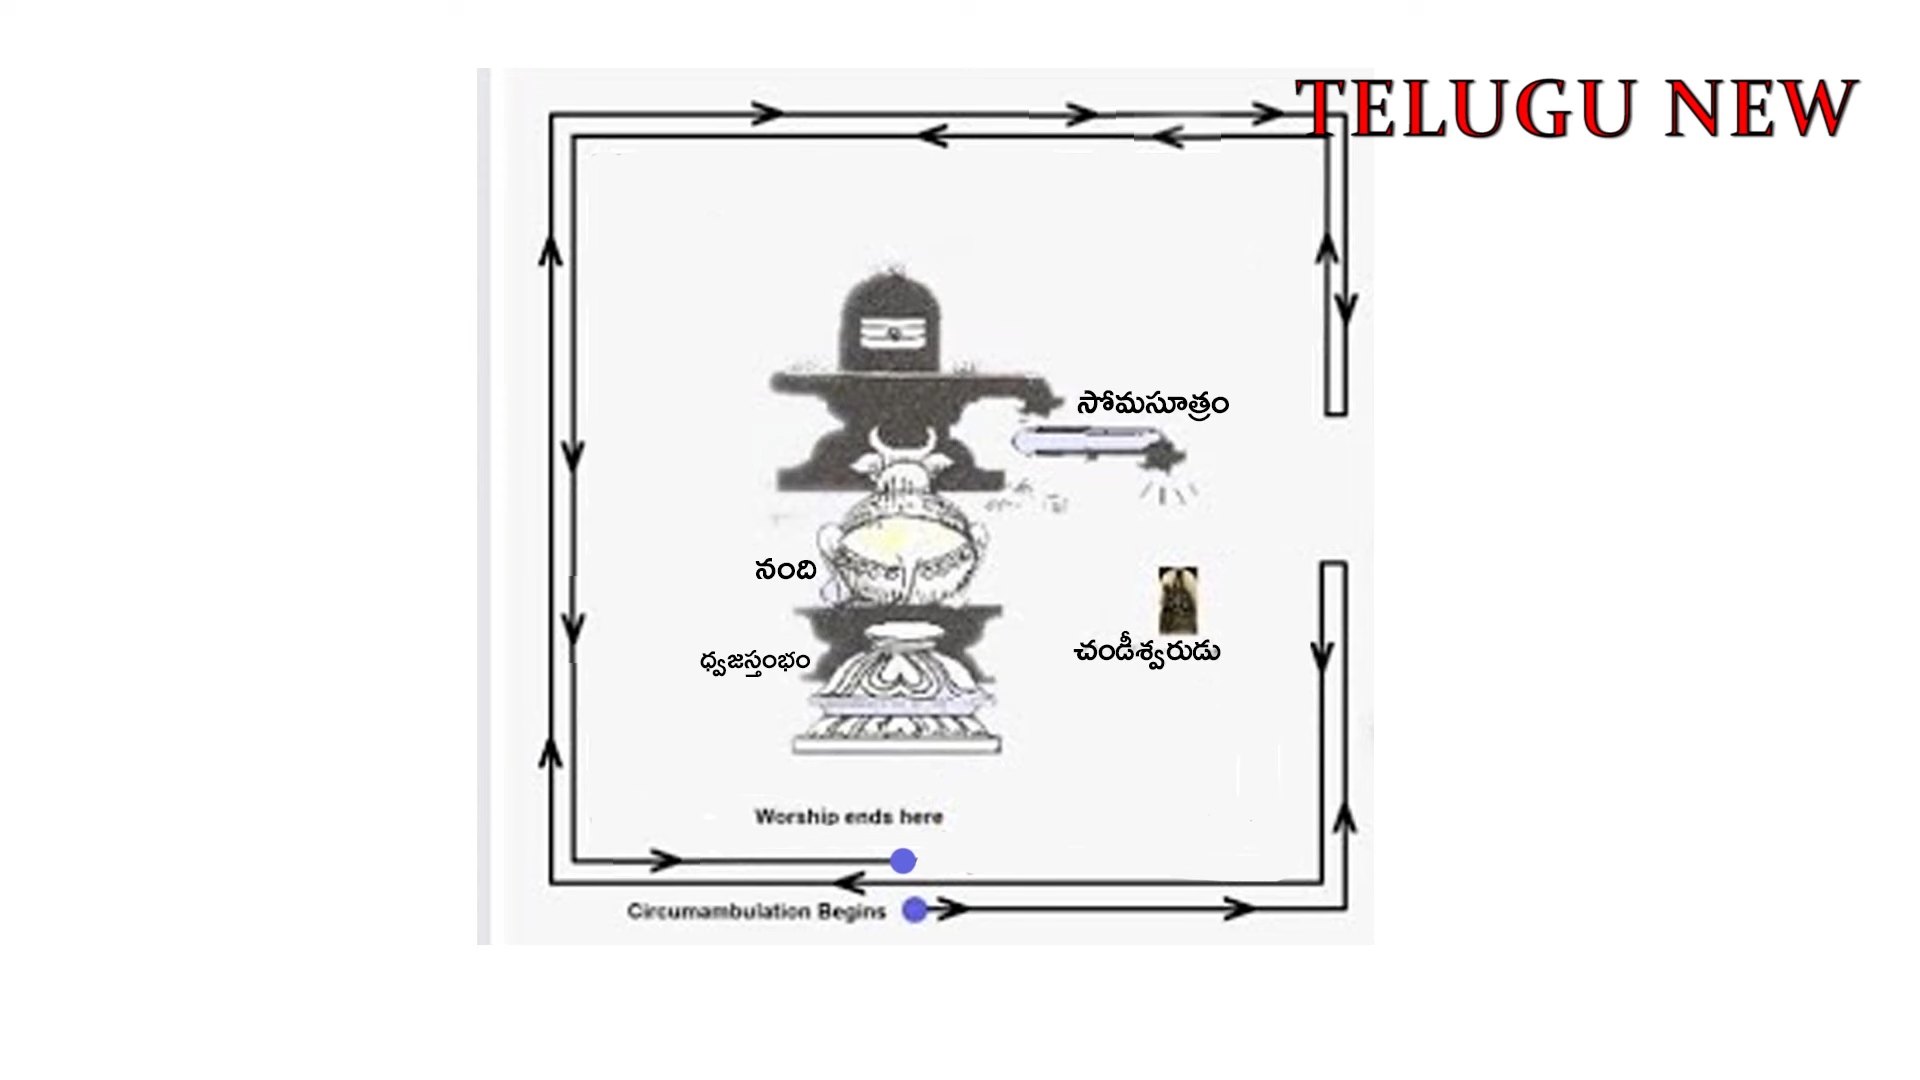 TELUGU NEW
సోమసూత్రం
నంది
చండీశ్వరుడు
ధ్వజస్తంభం
Worship ends here
Circumambulation Begins